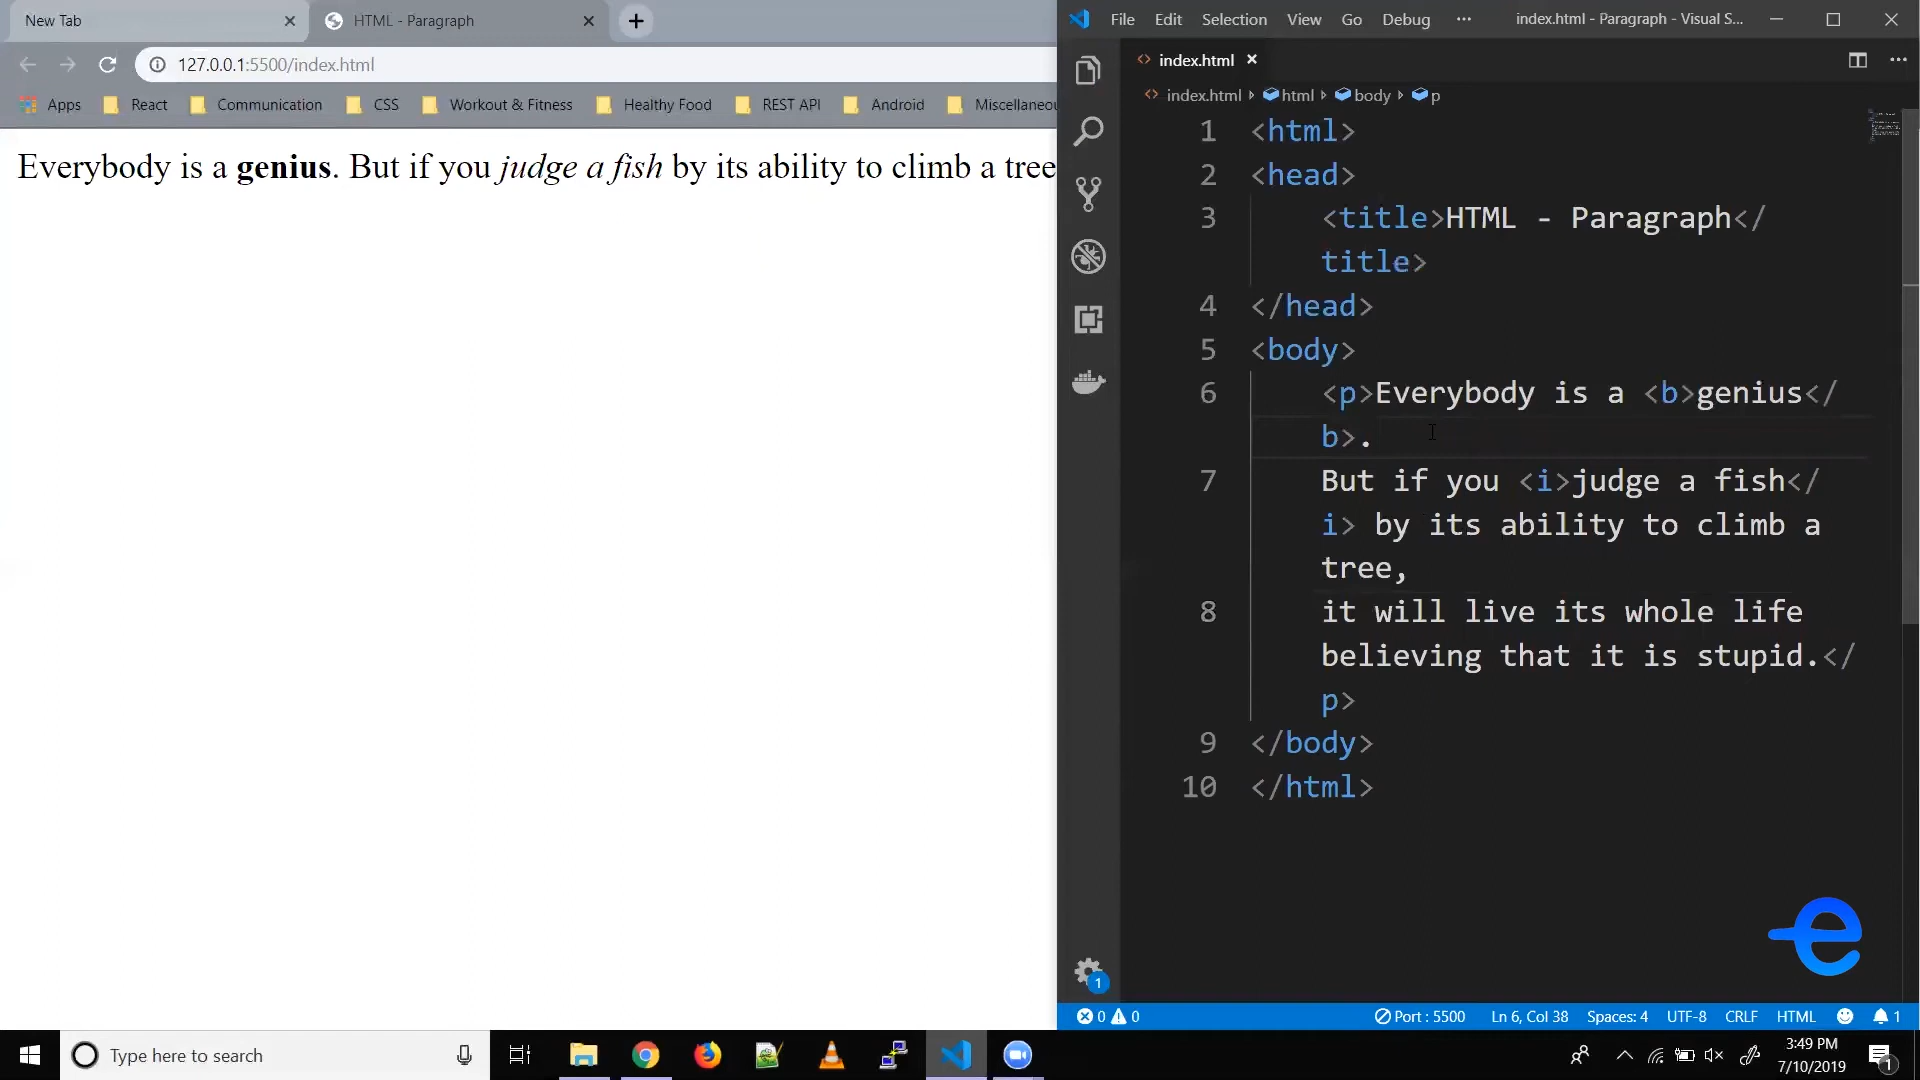 New Tab
HTML - Paragraph
127.0.0.1:5500/index.html
Apps React Communication CSS Workout & Fitness Healthy Food REST API Android Miscellaneou
Everybody is a genius. But if you judge a fish by its ability to climb a tree
File Edit Selection View Go Debug ··· index.html - Paragraph - Visual S...
index.html
index.html html body p
1 <html>
2 <head>
3 <title>HTML - Paragraph</
title>
4 </head>
5 <body>
6 <p>Everybody is a <b>genius</
b>.
7 But if you <i>judge a fish</
i> by its ability to climb a
tree,
8 it will live its whole life
believing that it is stupid.</
p>
9 </body>
10 </html>
e
1
0 0 Port : 5500 Ln 6, Col 38 Spaces: 4 UTF-8 CRLF HTML 1
Type here to search
3:49 PM
7/10/2019
1